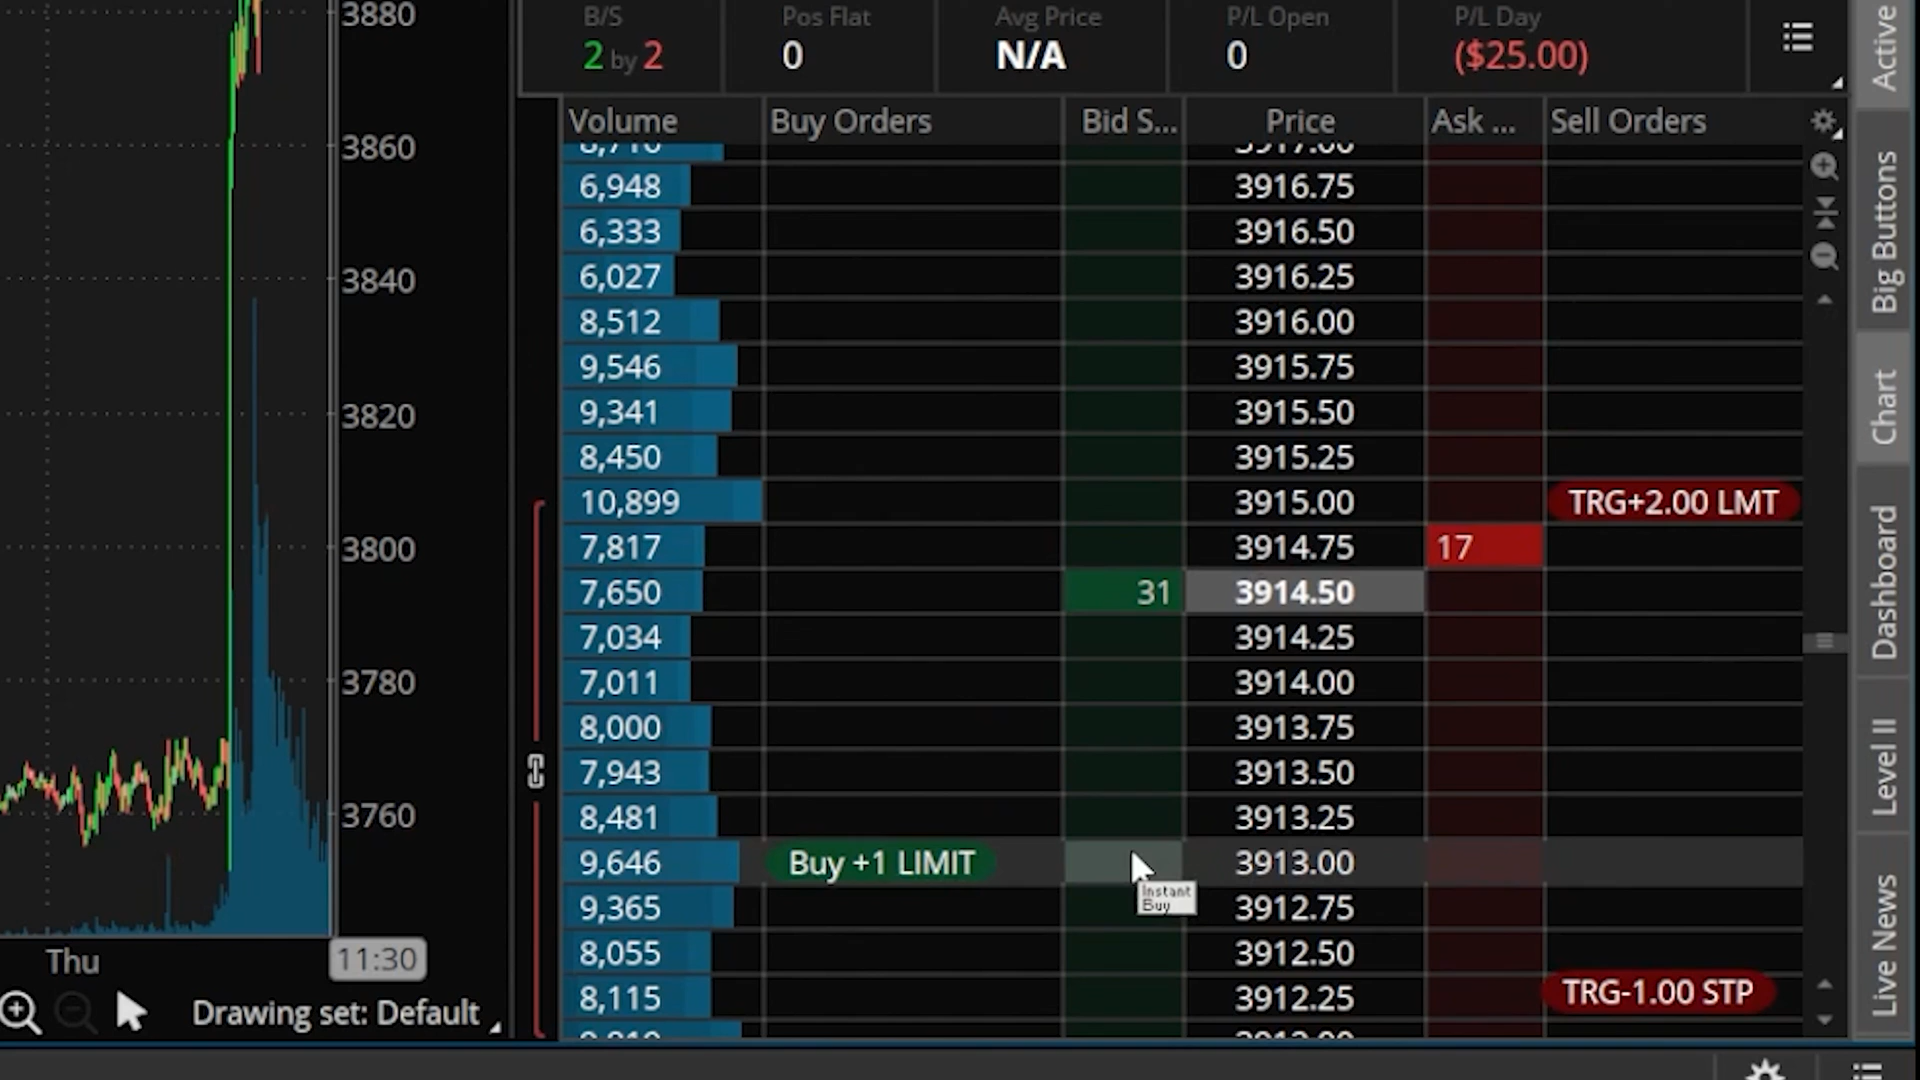 3880
3860
3840
3820
3800
3780
3760
Thu
11:30
Drawing set: Default
B/S
2 by 2
Pos Flat
0
Avg Price
N/A
P/L Open
0
P/L Day
($25.00)
Volume Buy Orders Bid S... Price Ask ... Sell Orders
6,948 3916.75
6,333 3916.50
6,027 3916.25
8,512 3916.00
9,546 3915.75
9,341 3915.50
8,450 3915.25
10,899 3915.00 TRG+2.00 LMT
7,817 3914.75 17
7,650 31 3914.50
7,034 3914.25
7,011 3914.00
8,000 3913.75
7,943 3913.50
8,481 3913.25
9,646 Buy +1 LIMIT 3913.00
Instant
Buy
9,365 3912.75
8,055 3912.50
8,115 3912.25 TRG-1.00 STP
Active
Big Buttons
Chart
Dashboard
Level II
Live News